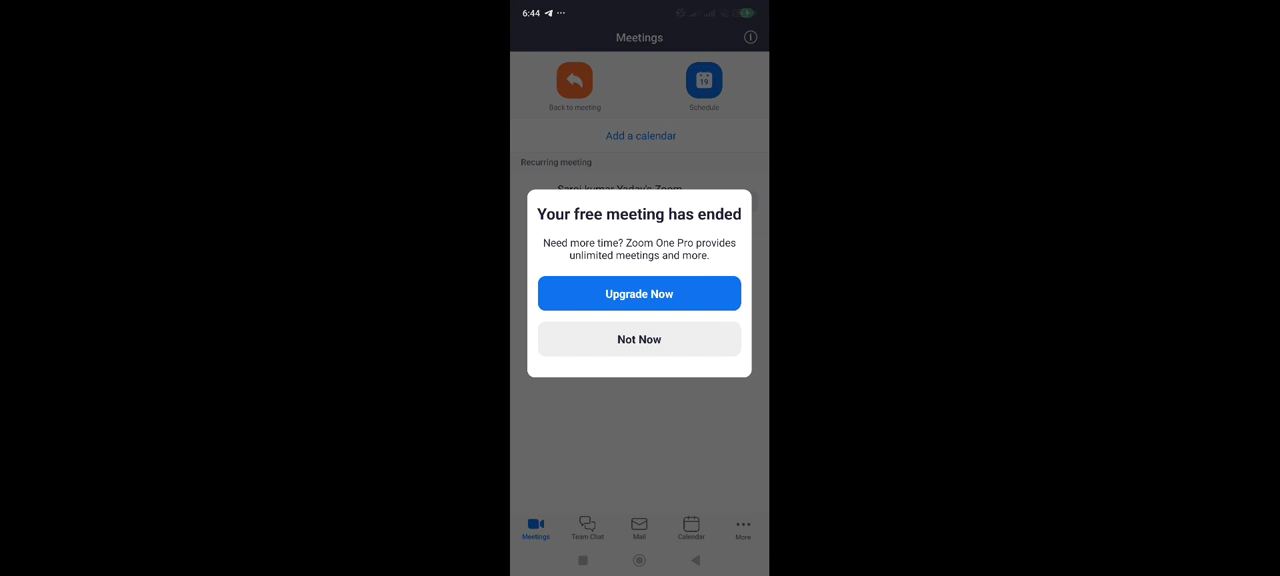 6:44
Meetings
Back to meeting
19
Schedule
Add a calendar
Recurring meeting
Saroj kumar Yadav's Zoom
Your free meeting has ended
Need more time? Zoom One Pro provides
unlimited meetings and more.
Upgrade Now
Not Now
Meetings
Team Chat
Mail
Calendar
More